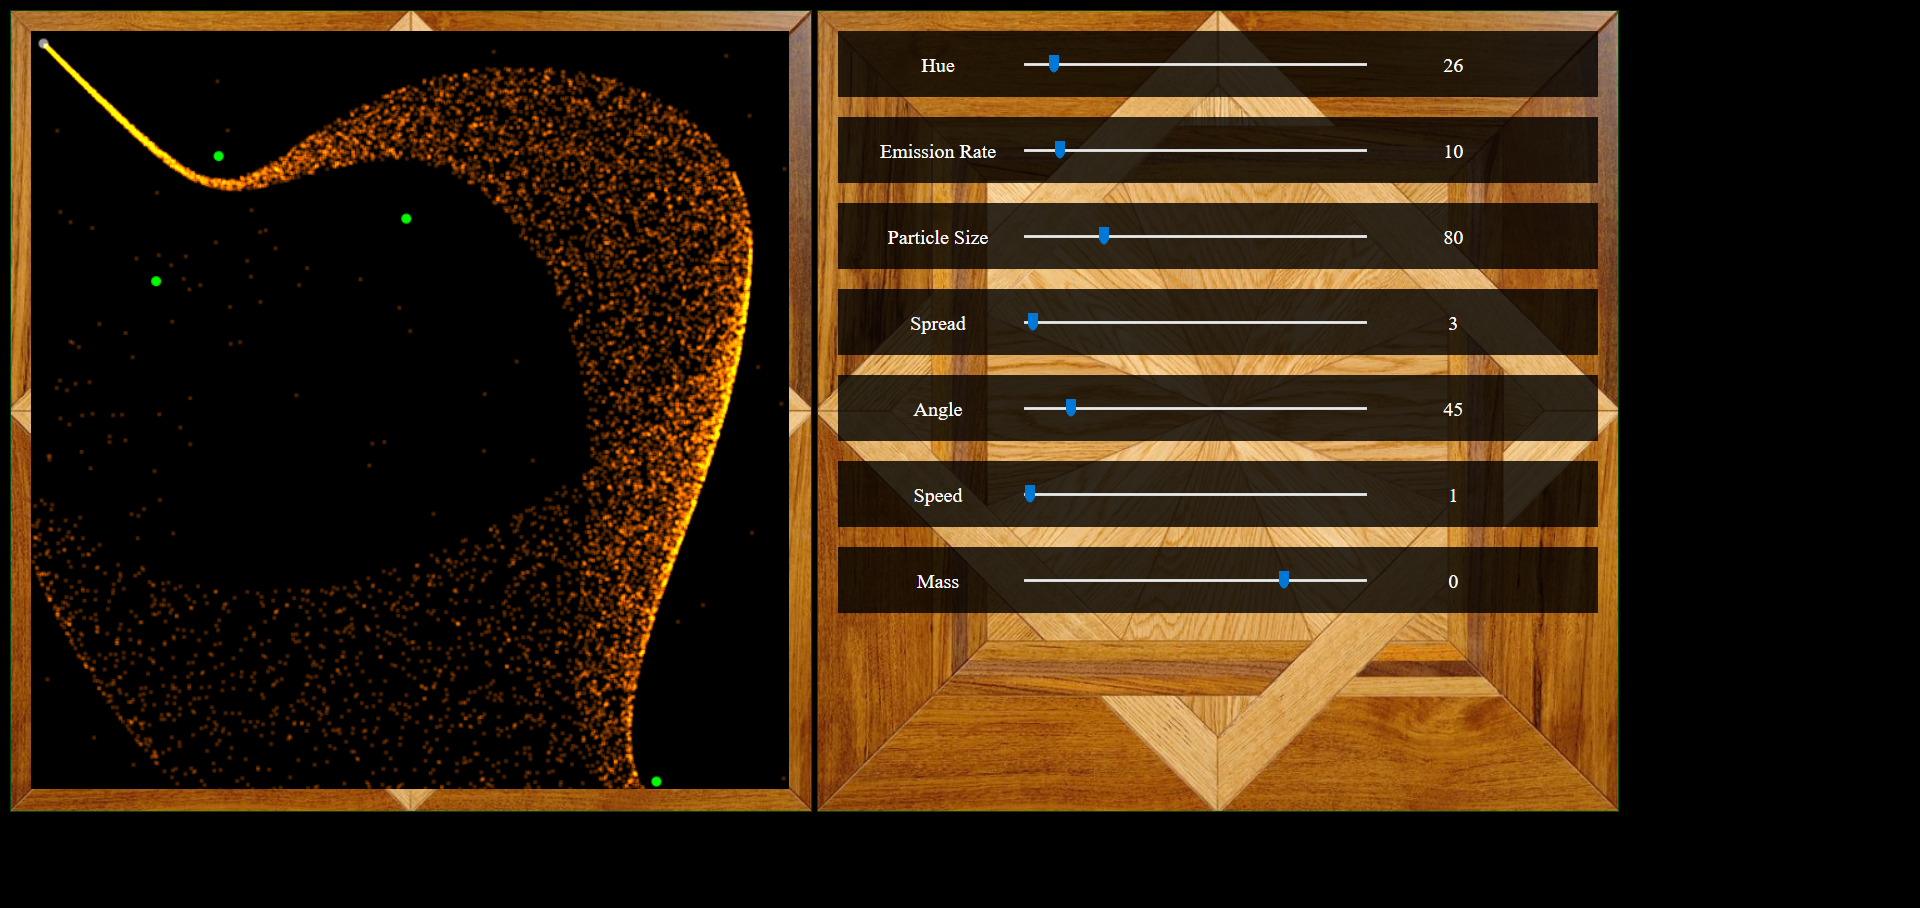 Hue 26
Emission Rate 10
Particle Size 80
Spread 3
Angle 45
Speed 1
Mass 0